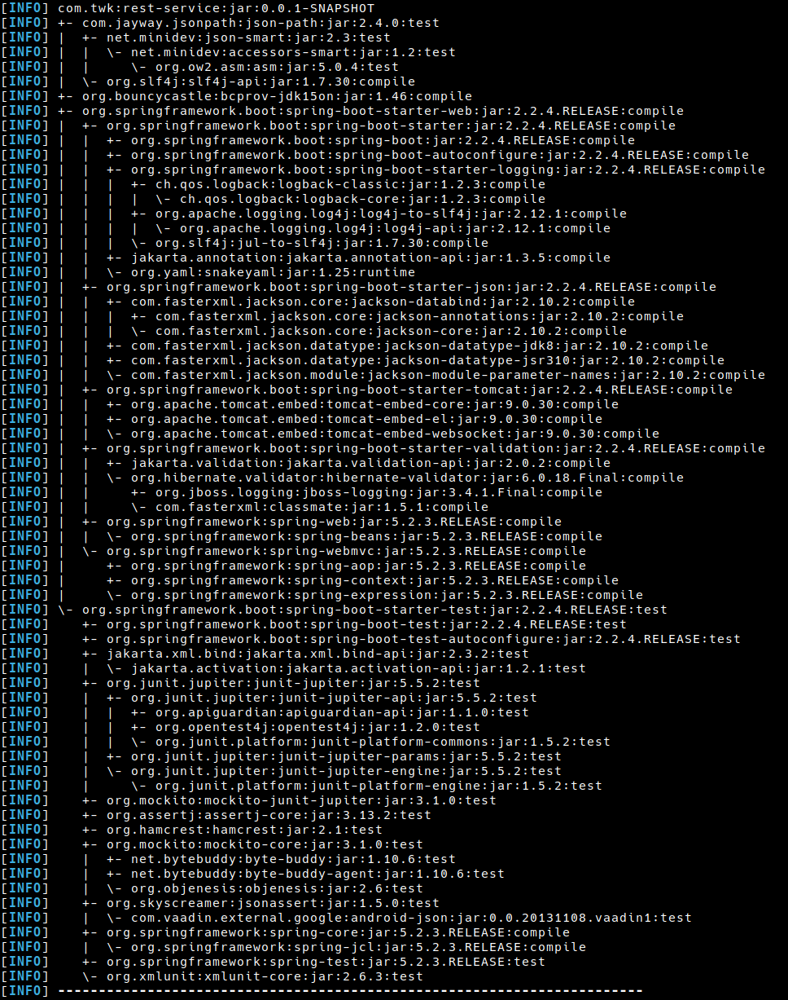 [INFO] com.twk:rest-service:jar:0.0.1-SNAPSHOT
[INFO] +- com.jayway.jsonpath:json-path:jar:2.4.0:test
[INFO] |  +- net.minidev:json-smart:jar:2.3:test
[INFO] |  |  \- net.minidev:accessors-smart:jar:1.2:test
[INFO] |  |     \- org.ow2.asm:asm:jar:5.0.4:test
[INFO] |  \- org.slf4j:slf4j-api:jar:1.7.30:compile
[INFO] +- org.bouncycastle:bcprov-jdk15on:jar:1.46:compile
[INFO] +- org.springframework.boot:spring-boot-starter-web:jar:2.2.4.RELEASE:compile
[INFO] |  +- org.springframework.boot:spring-boot-starter:jar:2.2.4.RELEASE:compile
[INFO] |  |  +- org.springframework.boot:spring-boot:jar:2.2.4.RELEASE:compile
[INFO] |  |  +- org.springframework.boot:spring-boot-autoconfigure:jar:2.2.4.RELEASE:compile
[INFO] |  |  +- org.springframework.boot:spring-boot-starter-logging:jar:2.2.4.RELEASE:compile
[INFO] |  |  |  +- ch.qos.logback:logback-classic:jar:1.2.3:compile
[INFO] |  |  |  |  \- ch.qos.logback:logback-core:jar:1.2.3:compile
[INFO] |  |  |  +- org.apache.logging.log4j:log4j-to-slf4j:jar:2.12.1:compile
[INFO] |  |  |  |  \- org.apache.logging.log4j:log4j-api:jar:2.12.1:compile
[INFO] |  |  |  \- org.slf4j:jul-to-slf4j:jar:1.7.30:compile
[INFO] |  |  +- jakarta.annotation:jakarta.annotation-api:jar:1.3.5:compile
[INFO] |  |  \- org.yaml:snakeyaml:jar:1.25:runtime
[INFO] |  +- org.springframework.boot:spring-boot-starter-json:jar:2.2.4.RELEASE:compile
[INFO] |  |  +- com.fasterxml.jackson.core:jackson-databind:jar:2.10.2:compile
[INFO] |  |  |  +- com.fasterxml.jackson.core:jackson-annotations:jar:2.10.2:compile
[INFO] |  |  |  \- com.fasterxml.jackson.core:jackson-core:jar:2.10.2:compile
[INFO] |  |  +- com.fasterxml.jackson.datatype:jackson-datatype-jdk8:jar:2.10.2:compile
[INFO] |  |  +- com.fasterxml.jackson.datatype:jackson-datatype-jsr310:jar:2.10.2:compile
[INFO] |  |  \- com.fasterxml.jackson.module:jackson-module-parameter-names:jar:2.10.2:compile
[INFO] |  +- org.springframework.boot:spring-boot-starter-tomcat:jar:2.2.4.RELEASE:compile
[INFO] |  |  +- org.apache.tomcat.embed:tomcat-embed-core:jar:9.0.30:compile
[INFO] |  |  +- org.apache.tomcat.embed:tomcat-embed-el:jar:9.0.30:compile
[INFO] |  |  \- org.apache.tomcat.embed:tomcat-embed-websocket:jar:9.0.30:compile
[INFO] |  +- org.springframework.boot:spring-boot-starter-validation:jar:2.2.4.RELEASE:compile
[INFO] |  |  +- jakarta.validation:jakarta.validation-api:jar:2.0.2:compile
[INFO] |  |  \- org.hibernate.validator:hibernate-validator:jar:6.0.18.Final:compile
[INFO] |  |     +- org.jboss.logging:jboss-logging:jar:3.4.1.Final:compile
[INFO] |  |     \- com.fasterxml:classmate:jar:1.5.1:compile
[INFO] |  +- org.springframework:spring-web:jar:5.2.3.RELEASE:compile
[INFO] |  |  \- org.springframework:spring-beans:jar:5.2.3.RELEASE:compile
[INFO] |  \- org.springframework:spring-webmvc:jar:5.2.3.RELEASE:compile
[INFO] |     +- org.springframework:spring-aop:jar:5.2.3.RELEASE:compile
[INFO] |     +- org.springframework:spring-context:jar:5.2.3.RELEASE:compile
[INFO] |     \- org.springframework:spring-expression:jar:5.2.3.RELEASE:compile
[INFO] \- org.springframework.boot:spring-boot-starter-test:jar:2.2.4.RELEASE:test
[INFO]    +- org.springframework.boot:spring-boot-test:jar:2.2.4.RELEASE:test
[INFO]    +- org.springframework.boot:spring-boot-test-autoconfigure:jar:2.2.4.RELEASE:test
[INFO]    +- jakarta.xml.bind:jakarta.xml.bind-api:jar:2.3.2:test
[INFO]    |  \- jakarta.activation:jakarta.activation-api:jar:1.2.1:test
[INFO]    +- org.junit.jupiter:junit-jupiter:jar:5.5.2:test
[INFO]    |  +- org.junit.jupiter:junit-jupiter-api:jar:5.5.2:test
[INFO]    |  |  +- org.apiguardian:apiguardian-api:jar:1.1.0:test
[INFO]    |  |  +- org.opentest4j:opentest4j:jar:1.2.0:test
[INFO]    |  |  \- org.junit.platform:junit-platform-commons:jar:1.5.2:test
[INFO]    |  +- org.junit.jupiter:junit-jupiter-params:jar:5.5.2:test
[INFO]    |  \- org.junit.jupiter:junit-jupiter-engine:jar:5.5.2:test
[INFO]    |     \- org.junit.platform:junit-platform-engine:jar:1.5.2:test
[INFO]    +- org.mockito:mockito-junit-jupiter:jar:3.1.0:test
[INFO]    +- org.assertj:assertj-core:jar:3.13.2:test
[INFO]    +- org.hamcrest:hamcrest:jar:2.1:test
[INFO]    +- org.mockito:mockito-core:jar:3.1.0:test
[INFO]    |  +- net.bytebuddy:byte-buddy:jar:1.10.6:test
[INFO]    |  +- net.bytebuddy:byte-buddy-agent:jar:1.10.6:test
[INFO]    |  \- org.objenesis:objenesis:jar:2.6:test
[INFO]    +- org.skyscreamer:jsonassert:jar:1.5.0:test
[INFO]    |  \- com.vaadin.external.google:android-json:jar:0.0.20131108.vaadin1:test
[INFO]    +- org.springframework:spring-core:jar:5.2.3.RELEASE:compile
[INFO]    |  \- org.springframework:spring-jcl:jar:5.2.3.RELEASE:compile
[INFO]    +- org.springframework:spring-test:jar:5.2.3.RELEASE:test
[INFO]    \- org.xmlunit:xmlunit-core:jar:2.6.3:test
[INFO] ------------------------------------------------------------------------